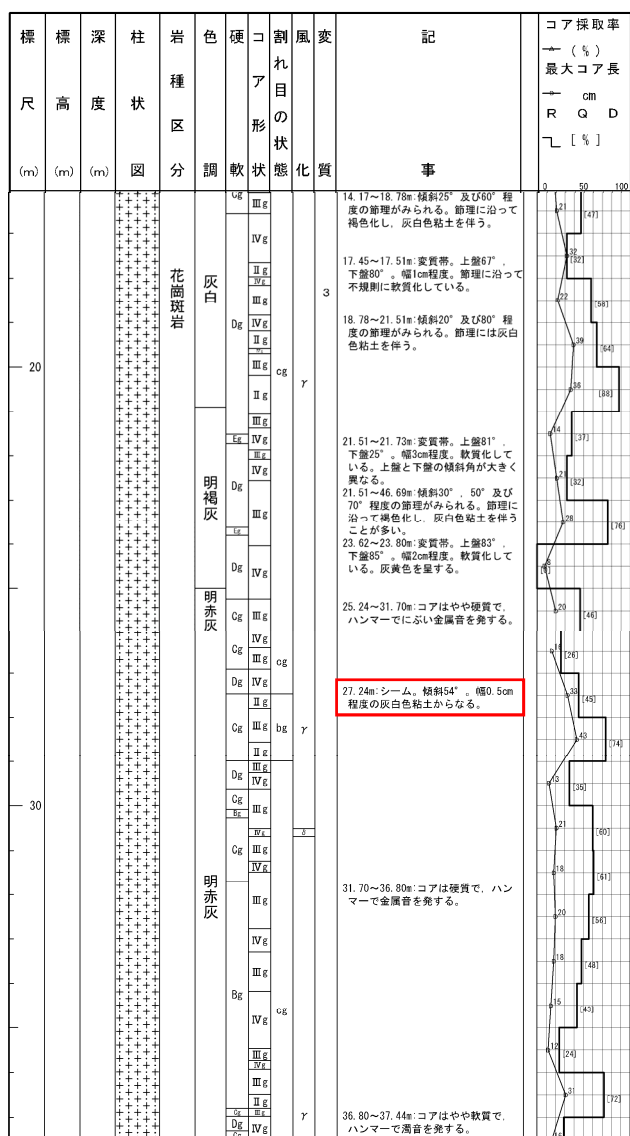 標尺(m)
標高(m)
深度(m)
柱状図
岩種区分
色調
硬軟
コア形状
割れ目の状態
風化
変質
記事
コア採取率
(%)
最大コア長
cm
R Q D
[%]
0 50 100
20
30
花崗斑岩
灰白
明褐灰
明赤灰
明赤灰
Cg
Dg
Eg
Dg
Eg
Dg
Cg
Cg
Dg
Cg
Dg
Cg
Bg
Cg
Bg
Cg
Dg
Cg
Ⅲg
Ⅳg
Ⅱg
Ⅳg
Ⅲg
Ⅳg
Ⅱg
Ⅲg
Ⅱg
Ⅲg
Ⅳg
Ⅲg
Ⅳg
Ⅲg
Ⅳg
Ⅲg
Ⅳg
Ⅲg
Ⅳg
Ⅱg
Ⅲg
Ⅱg
Ⅲg
Ⅳg
Ⅲg
Ⅳg
Ⅲg
Ⅳg
Ⅲg
Ⅳg
Ⅲg
Ⅳg
Ⅲg
Ⅳg
Ⅲg
Ⅱg
Ⅲg
Ⅳg
cg
cg
bg
cg
γ
γ
δ
γ
3
14.17~18.78m:傾斜25° 及び60° 程
度の節理がみられる。節理に沿って
褐色化し、灰白色粘土を伴う。
17.45~17.51m:変質帯。上盤67°、
下盤80°。幅1cm程度。節理に沿って
不規則に軟質化している。
18.78~21.51m:傾斜20° 及び80° 程
度の節理がみられる。節理には灰白
色粘土を伴う。
21.51~21.73m:変質帯。上盤81°、
下盤25°。幅3cm程度。軟質化して
いる。上盤と下盤の傾斜角が大きく
異なる。
21.51~46.69m:傾斜30°、50° 及び
70° 程度の節理がみられる。節理
に沿って褐色化し、灰白色粘土を伴う
ことが多い。
23.62~23.80m:変質帯。上盤83°、
下盤85°。幅2cm程度。軟質化して
いる。灰黄色を呈する。
25.24~31.70m:コアはやや硬質で、
ハンマーでにぶい金属音を発する。
27.24m:シーム。傾斜54°。幅0.5cm
程度の灰白色粘土からなる。
31.70~36.80m:コアは硬質で、ハン
マーで金属音を発する。
36.80~37.44m:コアはやや軟質で、
ハンマーで濁音を発する。
21
[47]
32
[32]
22
39
[64]
36
[88]
14
[37]
21
[32]
28
[76]
20
[46]
[26]
33
[45]
43
[74]
13
[35]
21
[60]
18
[61]
20
[56]
18
[48]
15
12
[24]
31
[72]